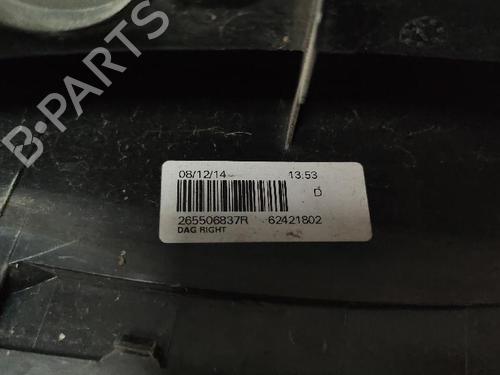 B-PARTS
08/12/14 13:53
D
265506837R 62421802
DAG RIGHT